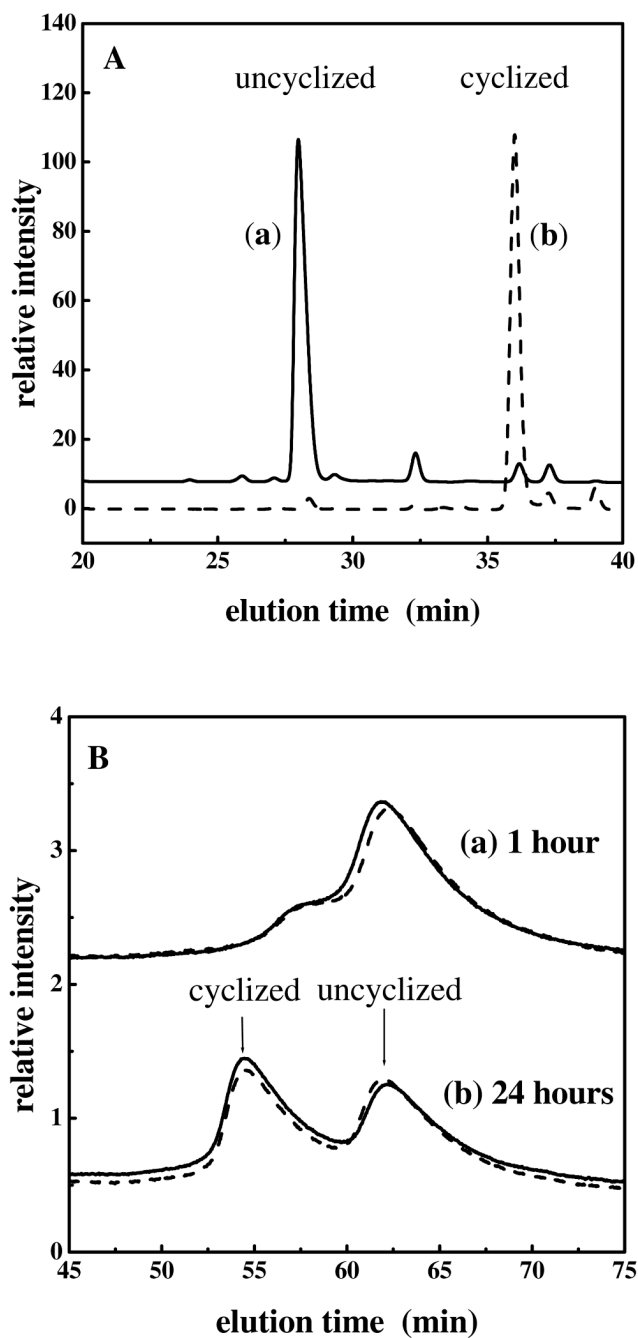 140
A
uncyclized
cyclized
120
100
(a)
(b)
80
60
40
20
0
relative intensity
20
25
30
35
40
elution time (min)
4
B
3
(a) 1 hour
2
cyclized
uncyclized
1
(b) 24 hours
0
relative intensity
45
50
55
60
65
70
75
elution time (min)